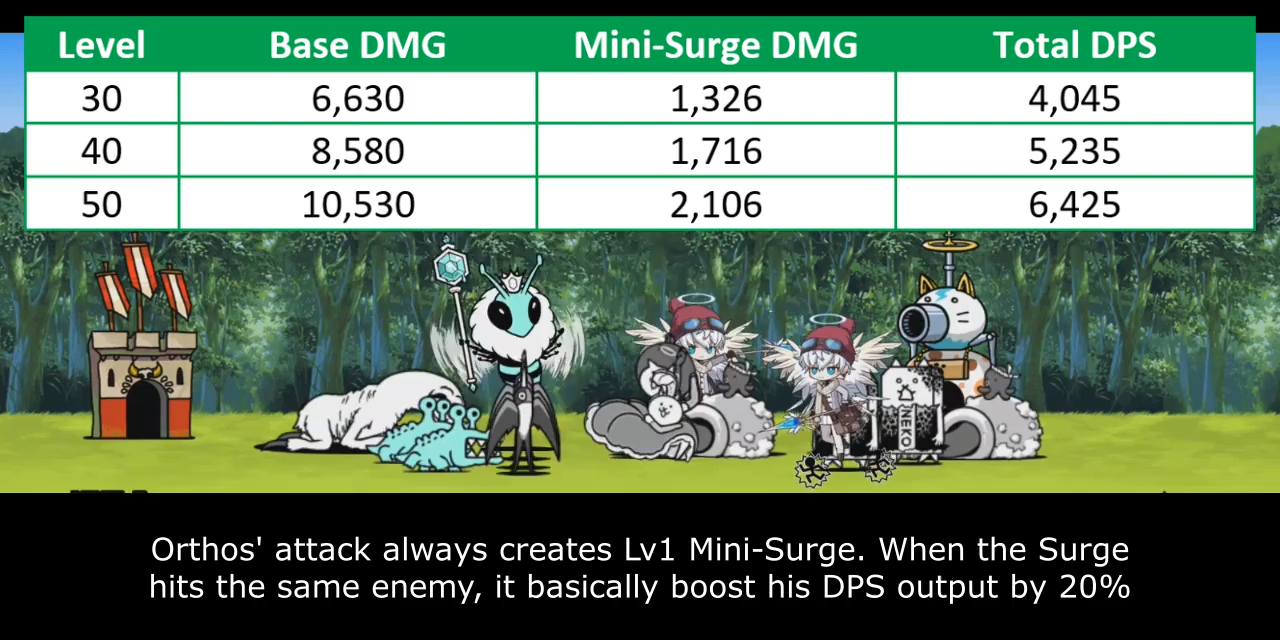 Level Base DMG Mini-Surge DMG Total DPS
30 6,630 1,326 4,045
40 8,580 1,716 5,235
50 10,530 2,106 6,425
NEKO
Orthos' attack always creates Lv1 Mini-Surge. When the Surge
hits the same enemy, it basically boost his DPS output by 20%